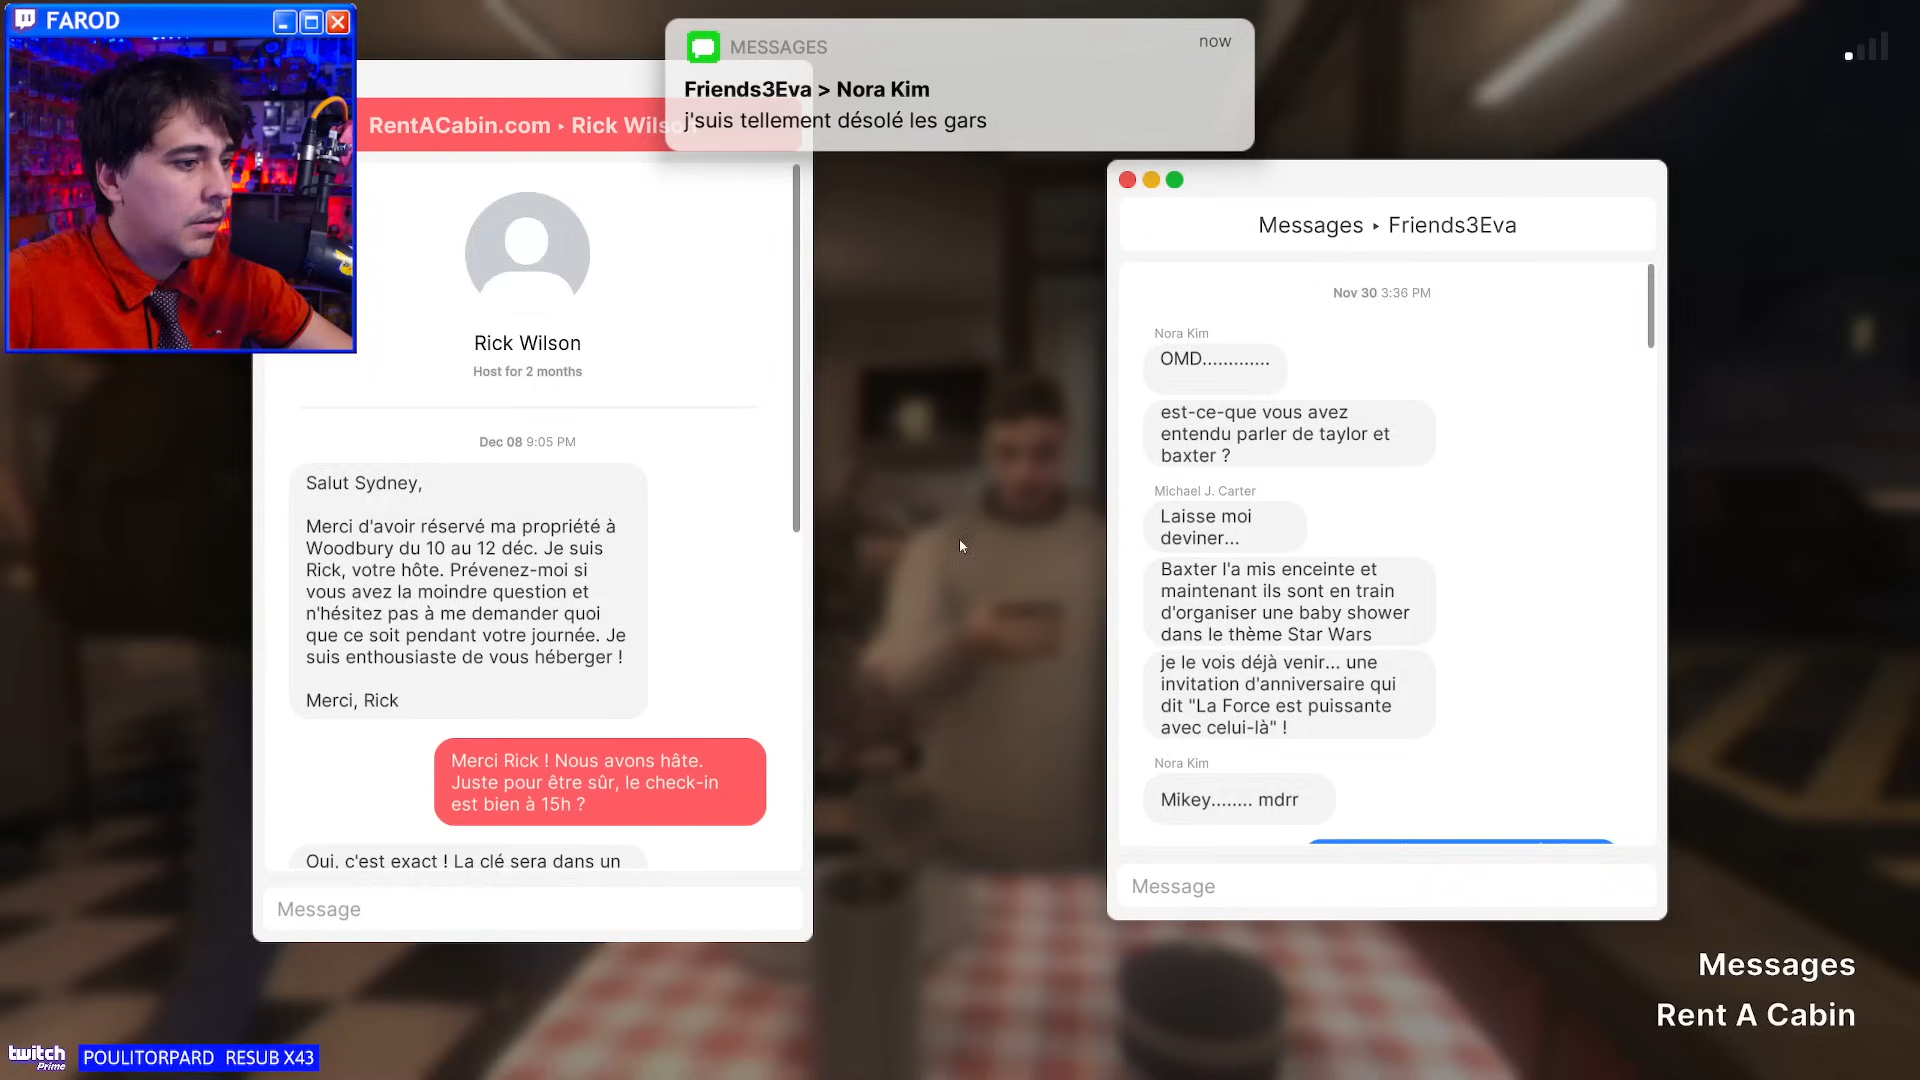 FAROD
MESSAGES
now
Friends3Eva > Nora Kim
j'suis tellement désolé les gars
RentACabin.com ‣ Rick Wilso
Rick Wilson
Host for 2 months
Dec 08 9:05 PM
Salut Sydney,
Merci d'avoir réservé ma propriété à
Woodbury du 10 au 12 déc. Je suis
Rick, votre hôte. Prévenez-moi si
vous avez la moindre question et
n'hésitez pas à me demander quoi
que ce soit pendant votre journée. Je
suis enthousiaste de vous héberger !
Merci, Rick
Merci Rick ! Nous avons hâte.
Juste pour être sûr, le check-in
est bien à 15h ?
Oui, c'est exact ! La clé sera dans un
Message
Messages ‣ Friends3Eva
Nov 30 3:36 PM
Nora Kim
OMD.............
est-ce-que vous avez
entendu parler de taylor et
baxter ?
Michael J. Carter
Laisse moi
deviner...
Baxter l'a mis enceinte et
maintenant ils sont en train
d'organiser une baby shower
dans le thème Star Wars
je le vois déjà venir... une
invitation d'anniversaire qui
dit "La Force est puissante
avec celui-là" !
Nora Kim
Mikey........ mdrr
Message
Messages
Rent A Cabin
twitch
Prime
POULITORPARD RESUB X43